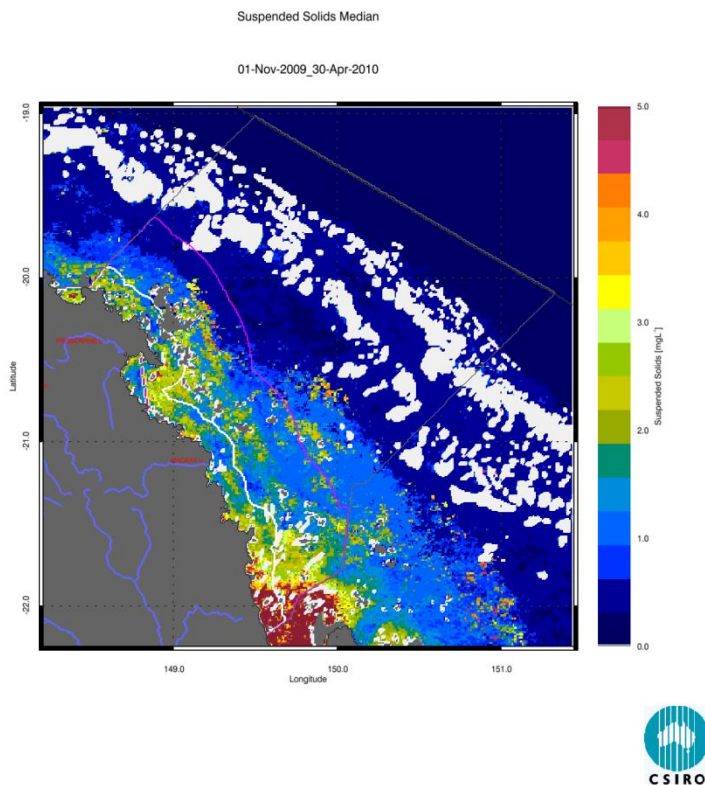 Suspended Solids Median
01-Nov-2009_30-Apr-2010
-19.0
-20.0
-21.0
-22.0
Latitude
149.0
150.0
151.0
Longitude
5.0
4.0
3.0
2.0
1.0
0.0
Suspended Solids [mgL⁻]
CSIRO